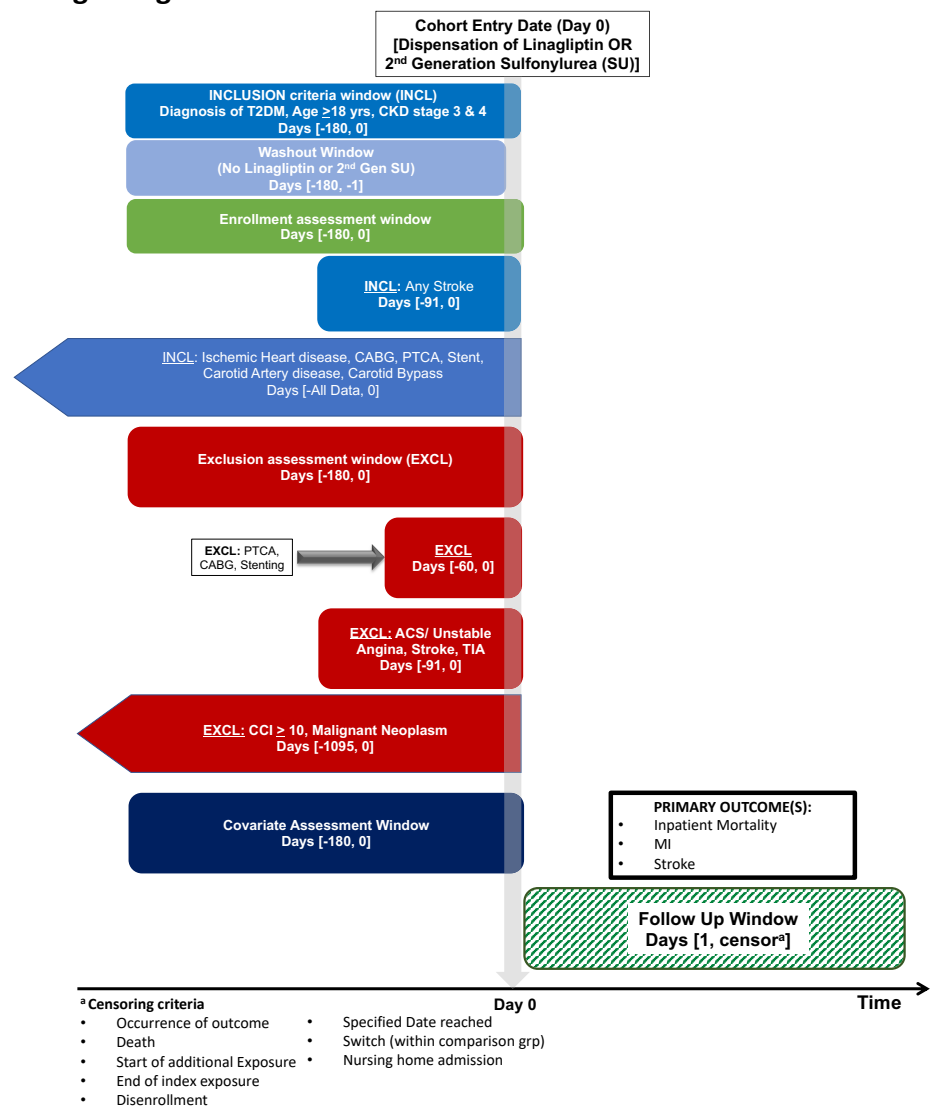 Cohort Entry Date (Day 0)
[Dispensation of Linagliptin OR
2nd Generation Sulfonylurea (SU)]
INCLUSION criteria window (INCL)
Diagnosis of T2DM, Age ≥18 yrs, CKD stage 3 & 4
Days [-180, 0]
Washout Window
(No Linagliptin or 2nd Gen SU)
Days [-180, -1]
Enrollment assessment window
Days [-180, 0]
INCL: Any Stroke
Days [-91, 0]
INCL: Ischemic Heart disease, CABG, PTCA, Stent,
Carotid Artery disease, Carotid Bypass
Days [-All Data, 0]
Exclusion assessment window (EXCL)
Days [-180, 0]
EXCL: PTCA,
CABG, Stenting
EXCL
Days [-60, 0]
EXCL: ACS/ Unstable
Angina, Stroke, TIA
Days [-91, 0]
EXCL: CCI ≥ 10, Malignant Neoplasm
Days [-1095, 0]
Covariate Assessment Window
Days [-180, 0]
PRIMARY OUTCOME(S):
• Inpatient Mortality
• MI
• Stroke
Follow Up Window
Days [1, censorᵃ]
Day 0
Time
ᵃ Censoring criteria
• Occurrence of outcome
• Death
• Start of additional Exposure
• End of index exposure
• Disenrollment
• Specified Date reached
• Switch (within comparison grp)
• Nursing home admission